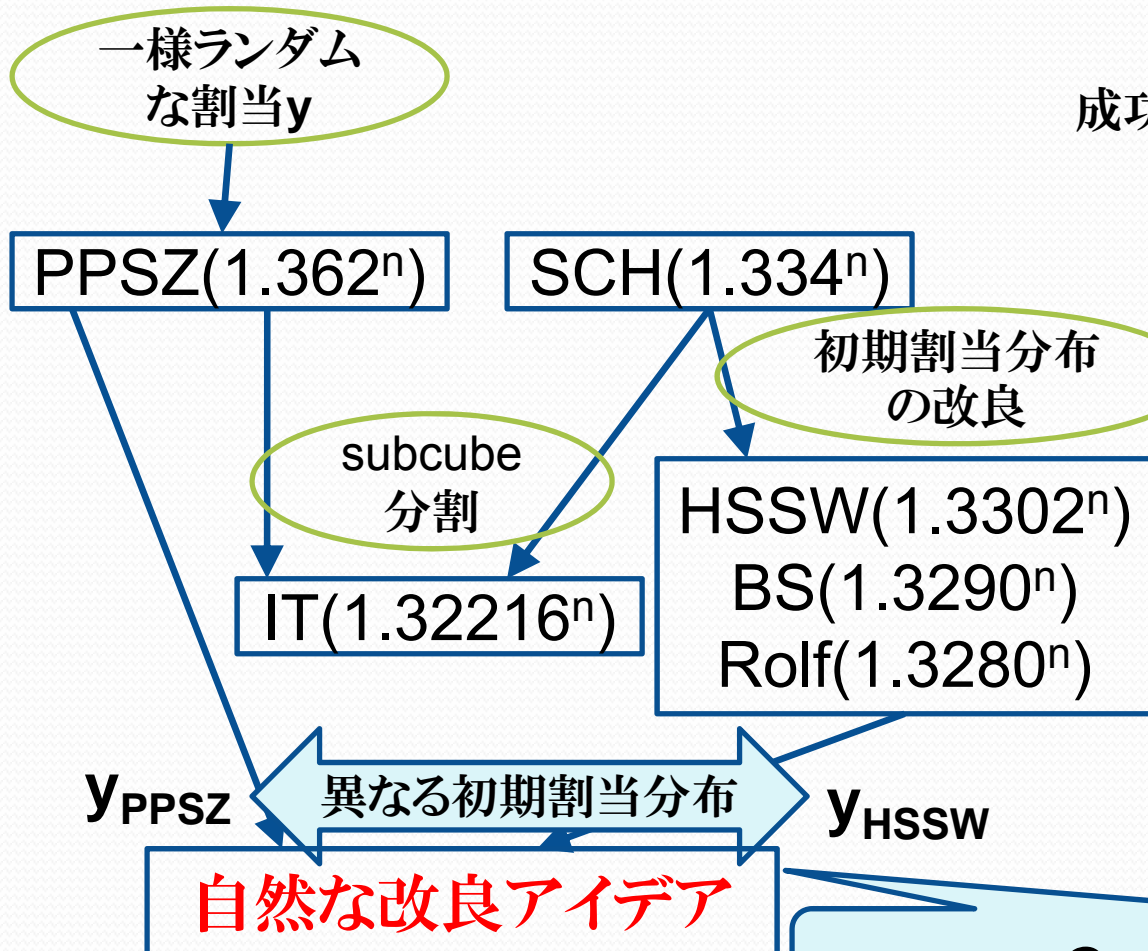 一様ランダム
な割当y
成功
PPSZ(1.362ⁿ)
SCH(1.334ⁿ)
初期割当分布
の改良
subcube
分割
HSSW(1.3302ⁿ)
BS(1.3290ⁿ)
Rolf(1.3280ⁿ)
IT(1.32216ⁿ)
yPPSZ
異なる初期割当分布
yHSSW
自然な改良アイデア